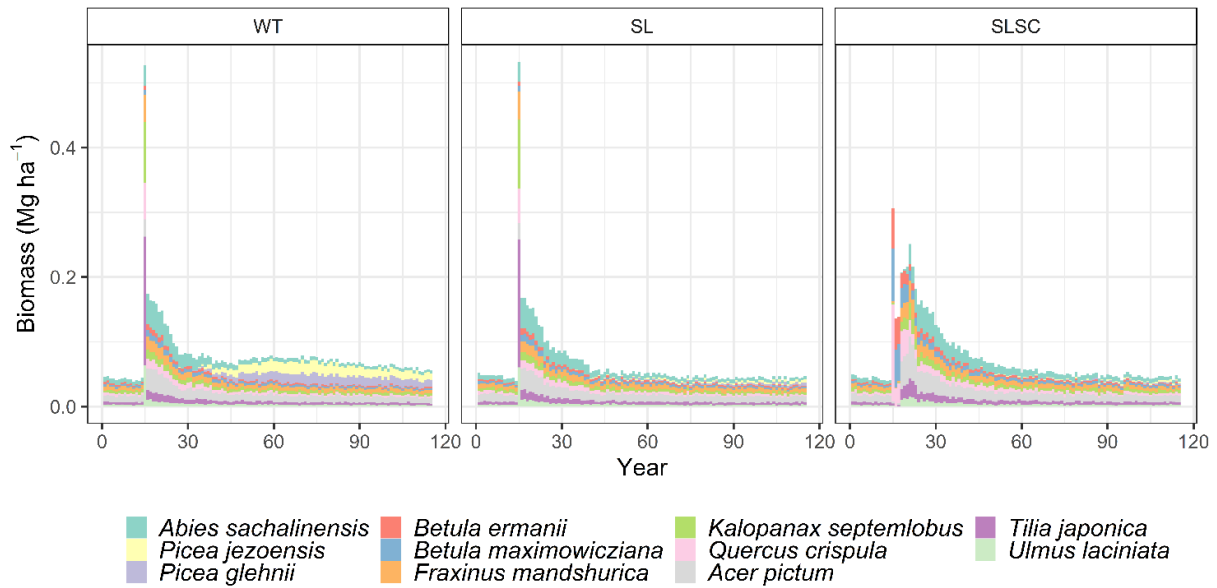 WT SL SLSC
Biomass (Mg ha⁻¹)
0.4
0.2
0.0
0 30 60 90 120 0 30 60 90 120 0 30 60 90 120
Year
Abies sachalinensis Betula ermanii Kalopanax septemlobus Tilia japonica
Picea jezoensis Betula maximowicziana Quercus crispula Ulmus laciniata
Picea glehnii Fraxinus mandshurica Acer pictum